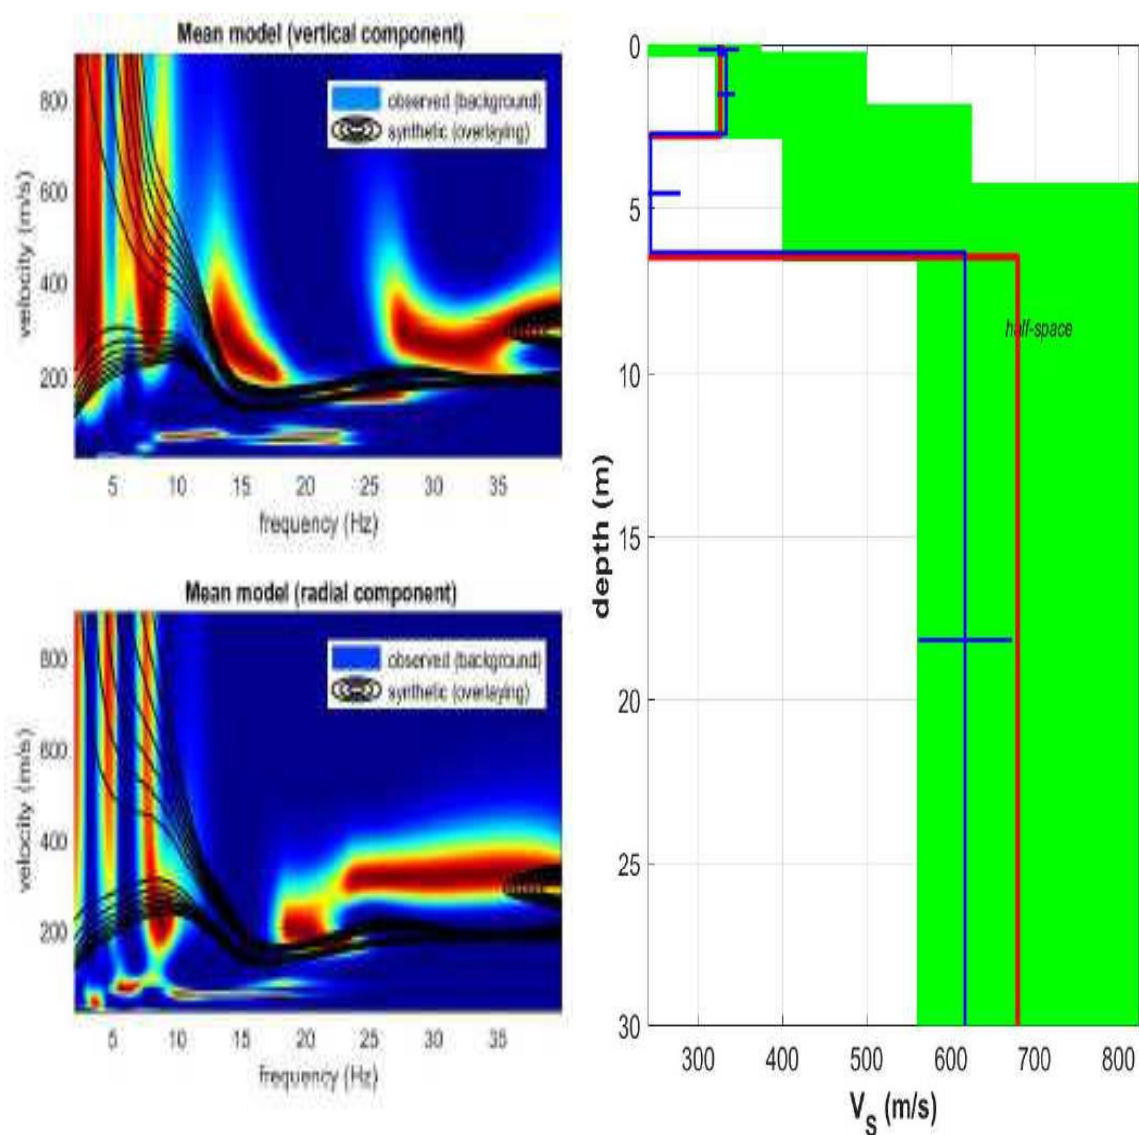 Mean model (vertical component)
observed (background)
synthetic (overlaying)
800
600
400
200
velocity (m/s)
5 10 15 20 25 30 35
frequency (Hz)
Mean model (radial component)
observed (background)
synthetic (overlaying)
800
600
400
200
velocity (m/s)
5 10 15 20 25 30 35
frequency (Hz)
0
5
10
15
20
25
30
depth (m)
half-space
300 400 500 600 700 800
VS (m/s)